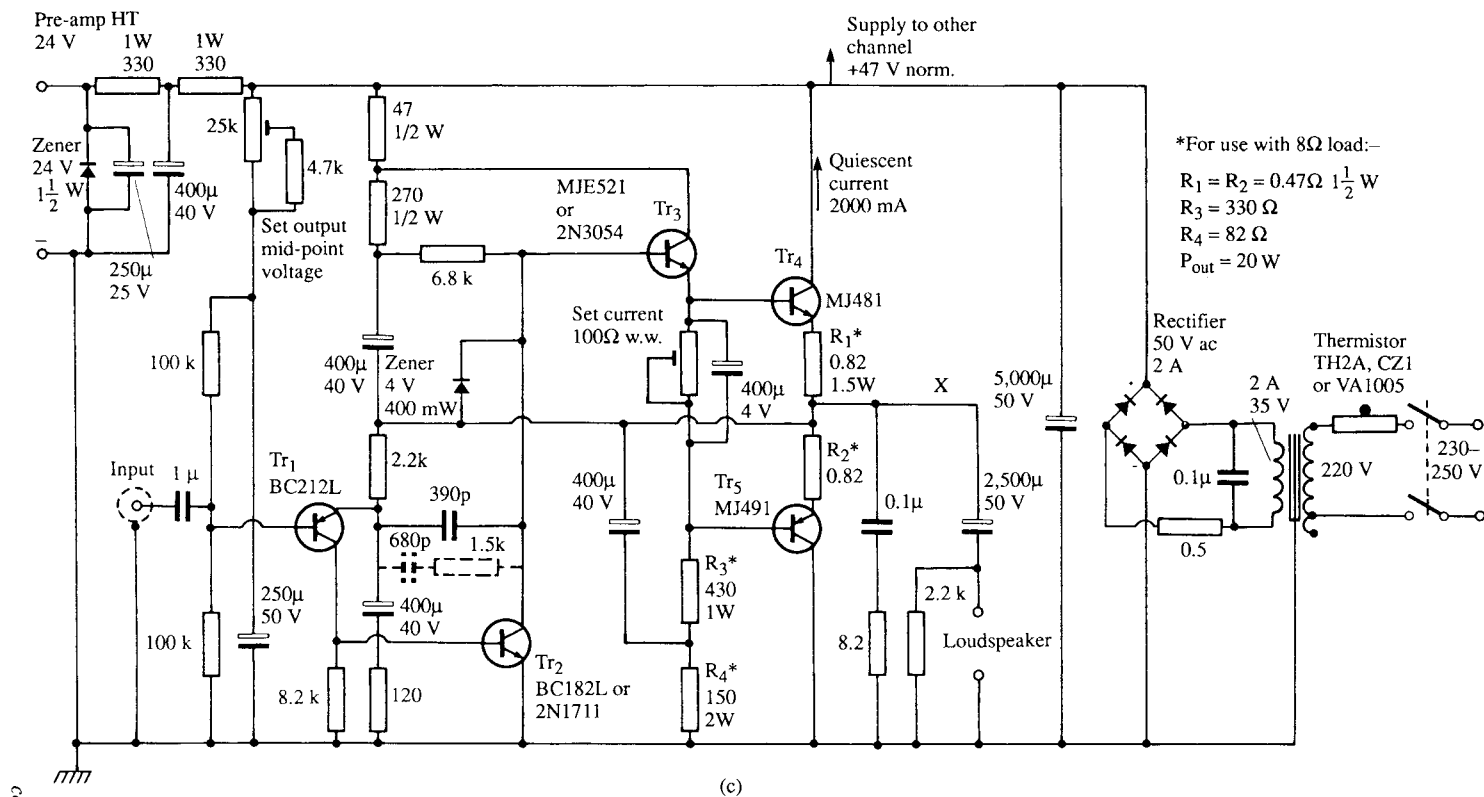 Pre-amp HT
24 V
1W
330
1W
330
Supply to other
channel
+47 V norm.
25k
47
1/2 W
Zener
24 V
1 1/2 W
4.7k
400µ
40 V
Set output
mid-point
voltage
250µ
25 V
270
1/2 W
6.8 k
MJE521
or
2N3054
Tr3
Quiescent
current
2000 mA
*For use with 8Ω load:–
R1 = R2 = 0.47Ω 1 1/2 W
R3 = 330 Ω
R4 = 82 Ω
Pout = 20 W
Tr4
MJ481
Set current
100Ω w.w.
R1*
0.82
1.5W
100 k
400µ
40 V
Zener
4 V
400 mW
400µ
4 V
X
5,000µ
50 V
Rectifier
50 V ac
2 A
2 A
35 V
Thermistor
TH2A, CZ1
or VA1005
Input
1 µ
Tr1
BC212L
2.2k
390p
680p
1.5k
400µ
40 V
Tr5
MJ491
R2*
0.82
0.1µ
2,500µ
50 V
0.1µ
220 V
230–
250 V
0.5
100 k
250µ
50 V
400µ
40 V
R3*
430
1W
2.2 k
8.2
Loudspeaker
8.2 k
120
Tr2
BC182L or
2N1711
R4*
150
2W
(c)